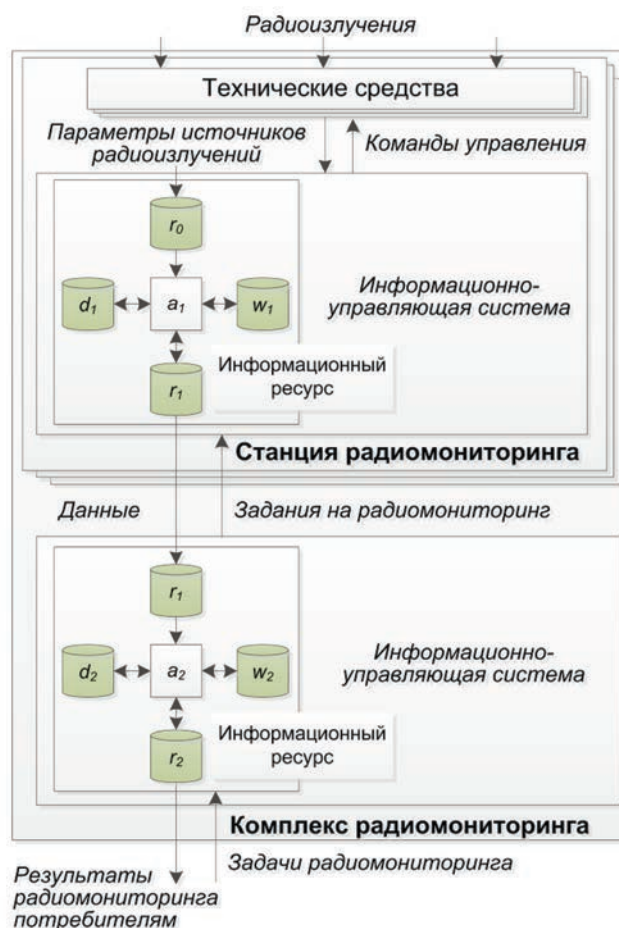 Радиоизлучения
Технические средства
Параметры источников
радиоизлучений
Команды управления
r0
d1
a1
w1
Информационно-
управляющая система
r1
Информационный
ресурс
Станция радиомониторинга
Данные
Задания на радиомониторинг
r1
d2
a2
w2
Информационно-
управляющая система
r2
Информационный
ресурс
Комплекс радиомониторинга
Задачи радиомониторинга
Результаты
радиомониторинга
потребителям